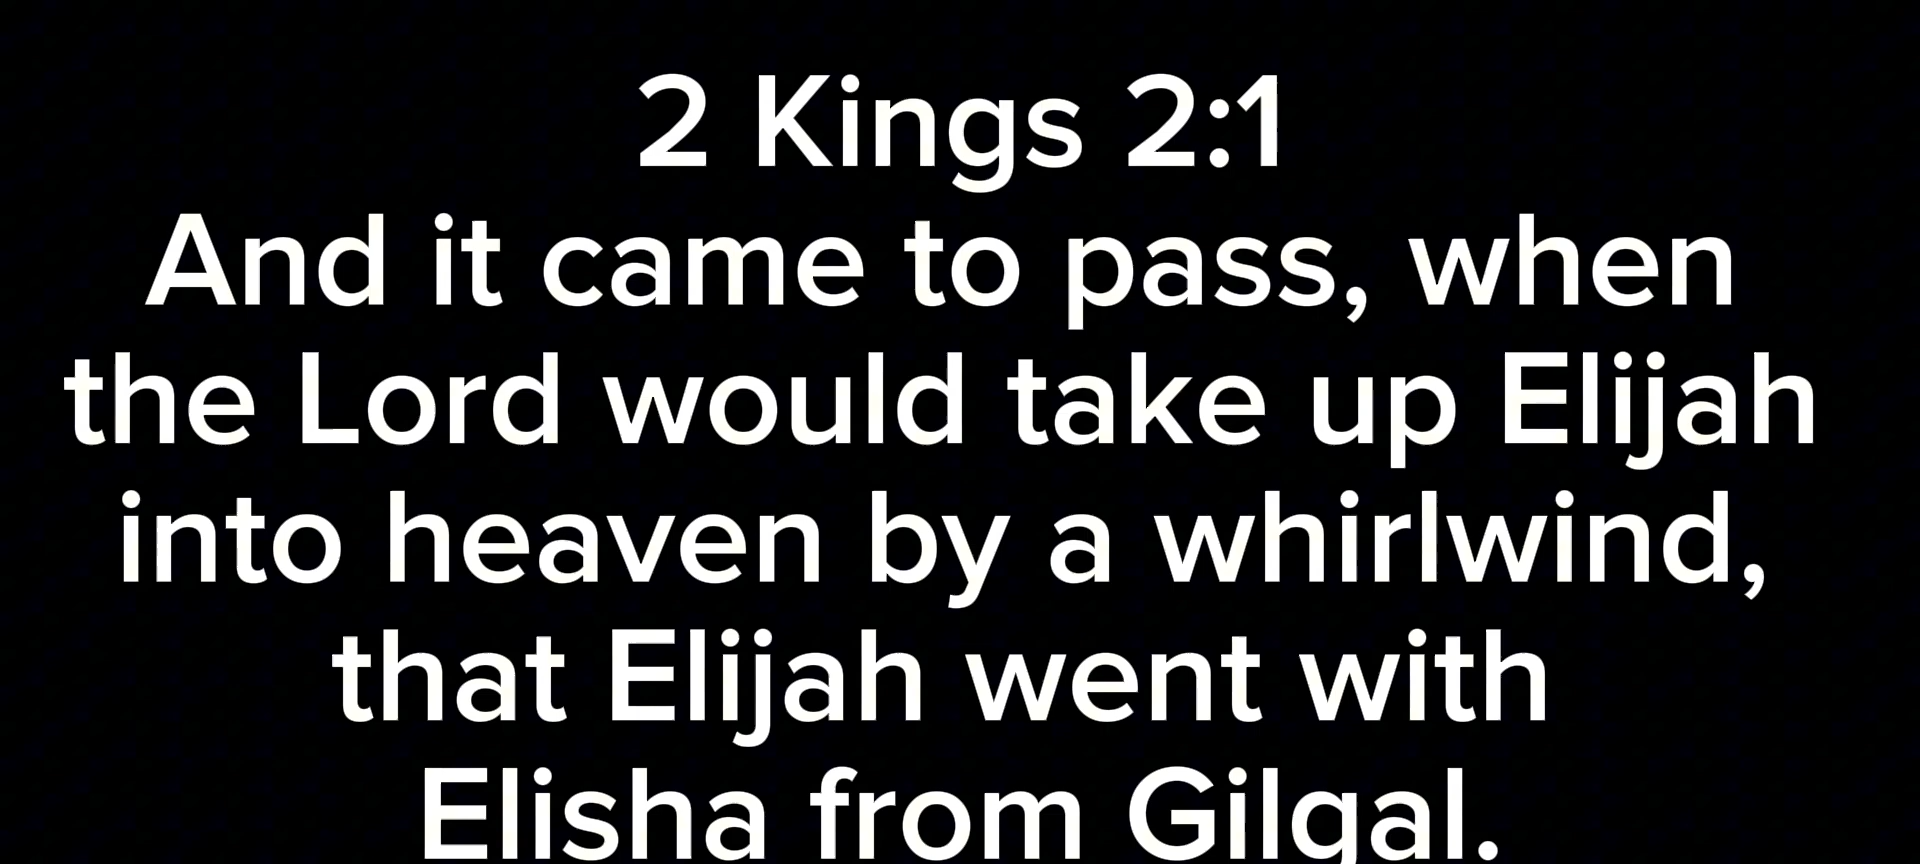 2 Kings 2:1
And it came to pass, when
the Lord would take up Elijah
into heaven by a whirlwind,
that Elijah went with
Elisha from Gilgal.